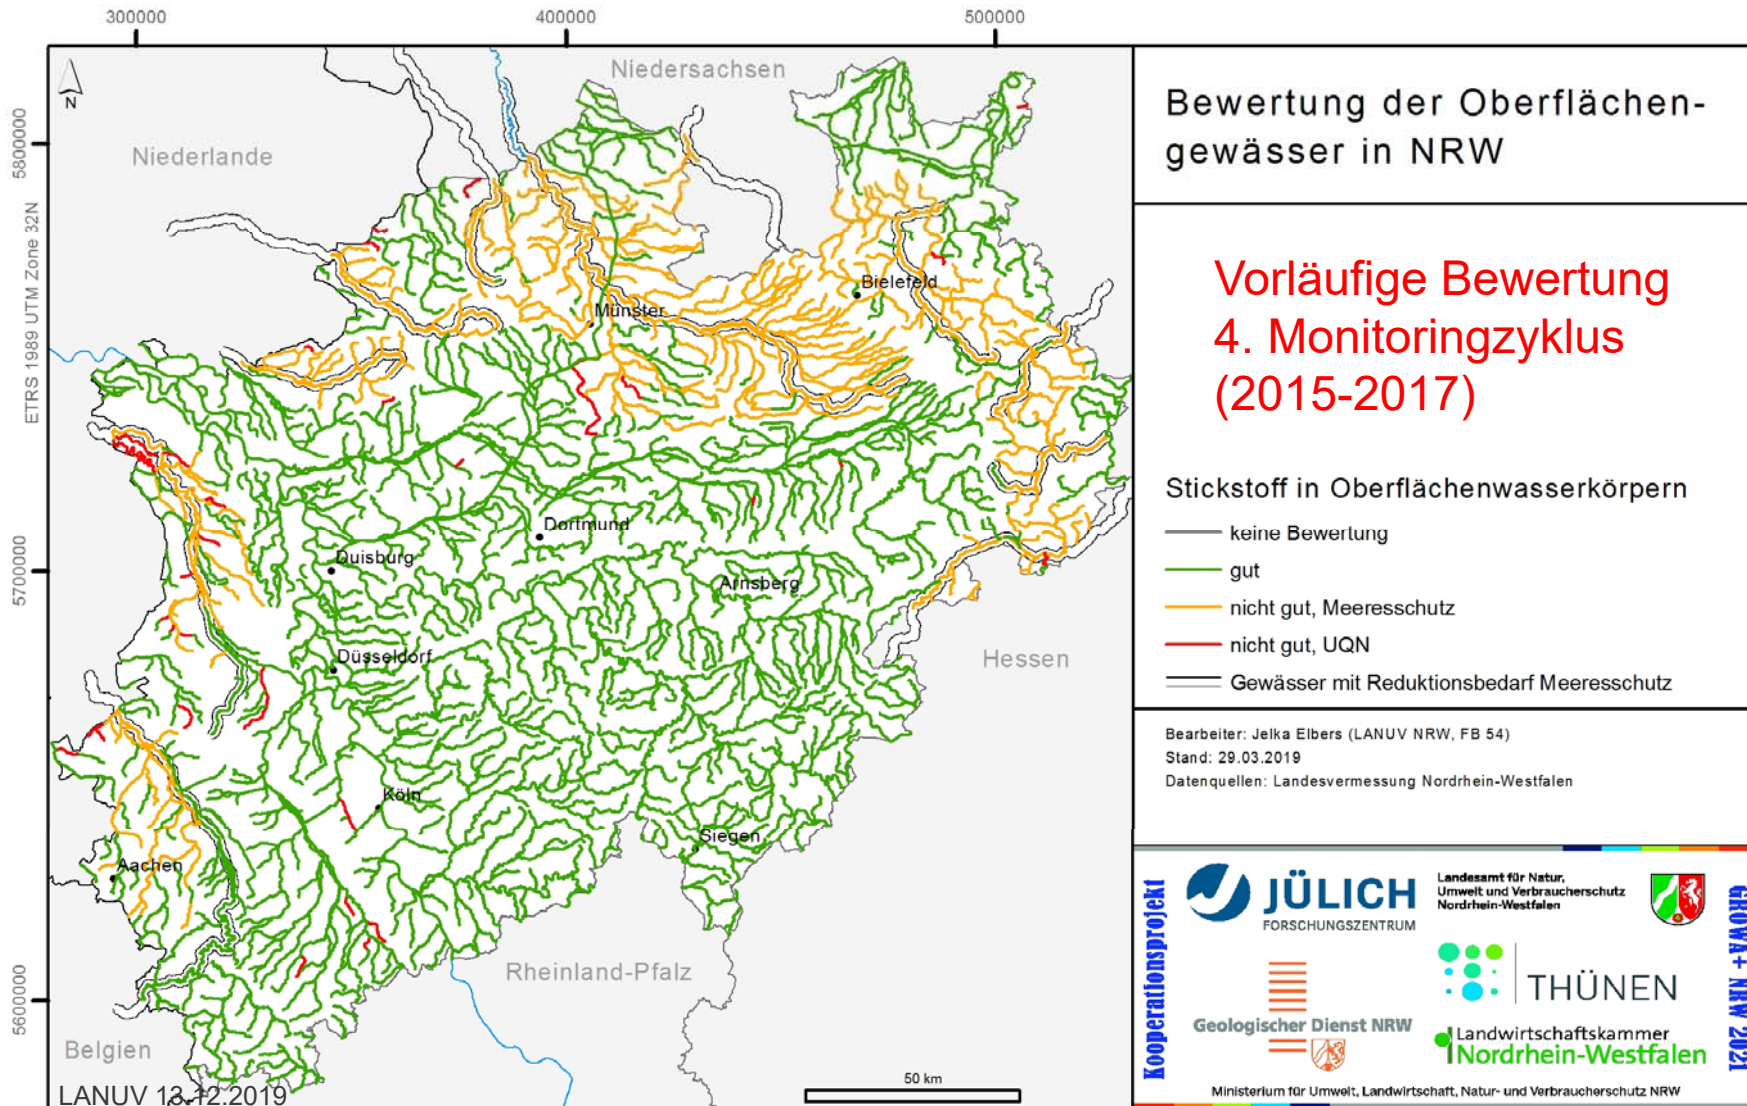 300000
400000
500000
5800000
5700000
5600000
ETRS 1989 UTM Zone 32N
N
Niedersachsen
Niederlande
Bielefeld
Münster
Dortmund
Duisburg
Arnsberg
Düsseldorf
Hessen
Köln
Siegen
Aachen
Rheinland-Pfalz
Belgien
LANUV 13.12.2019
50 km
Bewertung der Oberflächen-
gewässer in NRW
Vorläufige Bewertung
4. Monitoringzyklus
(2015-2017)
Stickstoff in Oberflächenwasserkörpern
keine Bewertung
gut
nicht gut, Meeresschutz
nicht gut, UQN
Gewässer mit Reduktionsbedarf Meeresschutz
Bearbeiter: Jelka Elbers (LANUV NRW, FB 54)
Stand: 29.03.2019
Datenquellen: Landesvermessung Nordrhein-Westfalen
Kooperationsprojekt
JÜLICH
FORSCHUNGSZENTRUM
Landesamt für Natur,
Umwelt und Verbraucherschutz
Nordrhein-Westfalen
THÜNEN
Geologischer Dienst NRW
Landwirtschaftskammer
Nordrhein-Westfalen
GROWA+ NRW 2021
Ministerium für Umwelt, Landwirtschaft, Natur- und Verbraucherschutz NRW